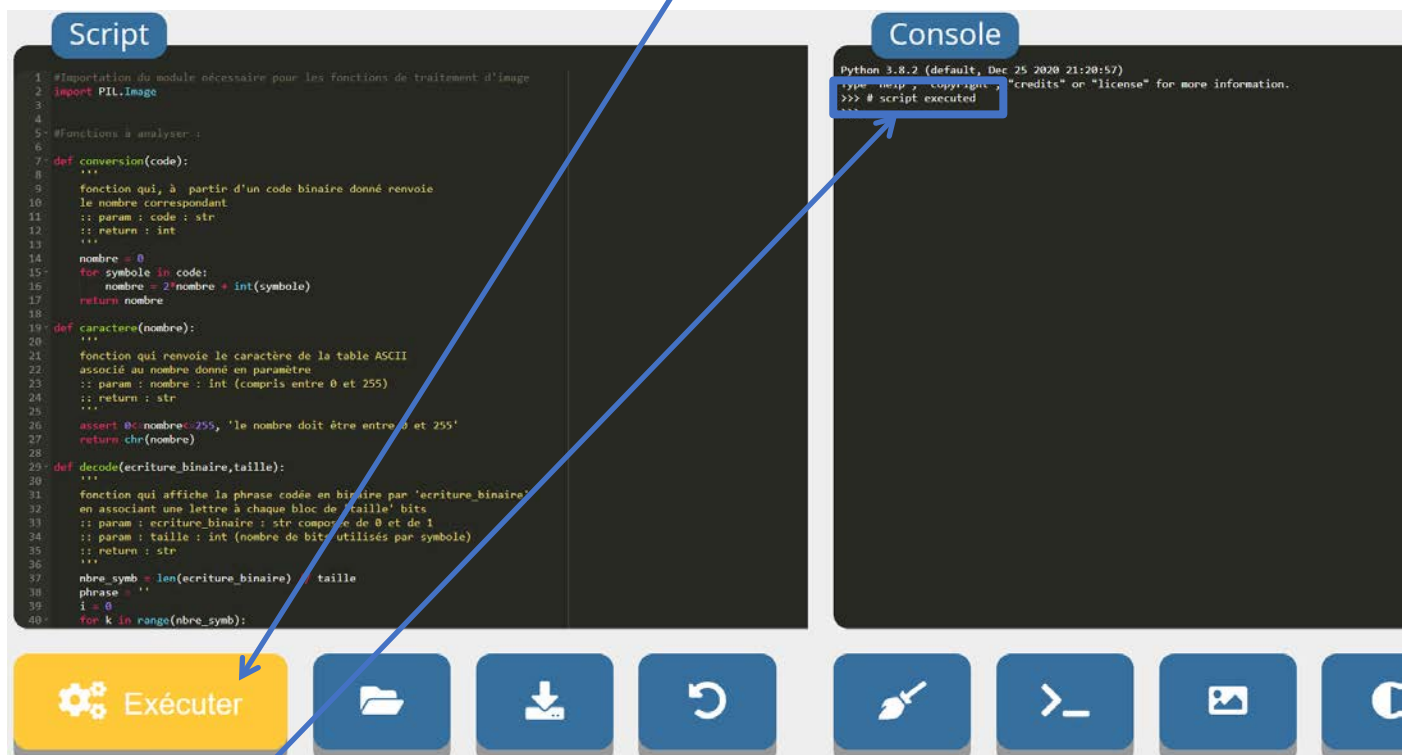 Script
1 #Importation du module nécessaire pour les fonctions de traitement d'image
2 import PIL.Image
3
4
5 #Fonctions à analyser :
6
7 def conversion(code):
8 '''
9 fonction qui, à partir d'un code binaire donné renvoie
10 le nombre correspondant
11 :: param : code : str
12 :: return : int
13 '''
14 nombre = 0
15 for symbole in code:
16 nombre = 2*nombre + int(symbole)
17 return nombre
18
19 def caractere(nombre):
20 '''
21 fonction qui renvoie le caractère de la table ASCII
22 associé au nombre donné en paramètre
23 :: param : nombre : int (compris entre 0 et 255)
24 :: return : str
25 '''
26 assert 0<=nombre<=255, 'le nombre doit être entre 0 et 255'
27 return chr(nombre)
28
29 def decode(ecriture_binaire,taille):
30 '''
31 fonction qui affiche la phrase codée en binaire par 'ecriture_binaire'
32 en associant une lettre à chaque bloc de 'taille' bits
33 :: param : ecriture_binaire : str composée de 0 et de 1
34 :: param : taille : int (nombre de bits utilisés par symbole)
35 :: return : str
36 '''
37 nbre_symb = len(ecriture_binaire) taille
38 phrase = ''
39 i = 0
40 for k in range(nbre_symb):
Console
Python 3.8.2 (default, Dec 25 2020 21:20:57)
Type "help", "copyright", "credits" or "license" for more information.
>>> # script executed
>>>
Exécuter